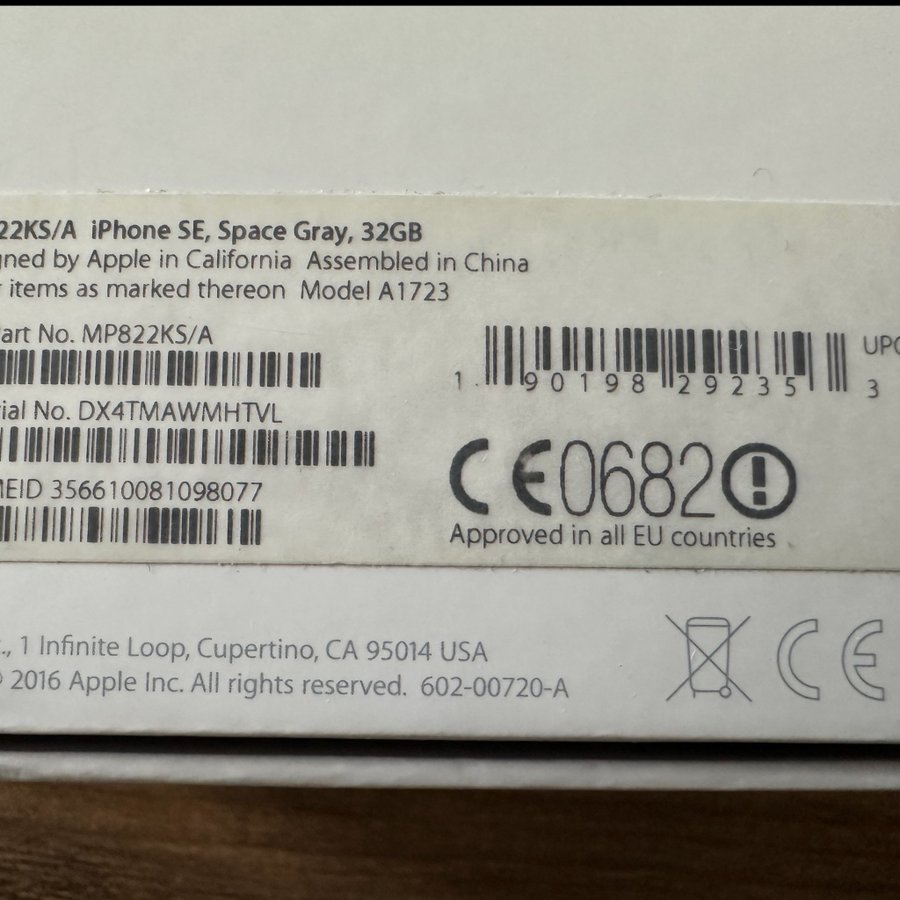 22KS/A iPhone SE, Space Gray, 32GB
gned by Apple in California Assembled in China
r items as marked thereon Model A1723
art No. MP822KS/A
ial No. DX4TMAWMHTVL
MEID 356610081098077
UPC
1 90198 29235 3
CE0682
Approved in all EU countries
., 1 Infinite Loop, Cupertino, CA 95014 USA
© 2016 Apple Inc. All rights reserved. 602-00720-A
CE